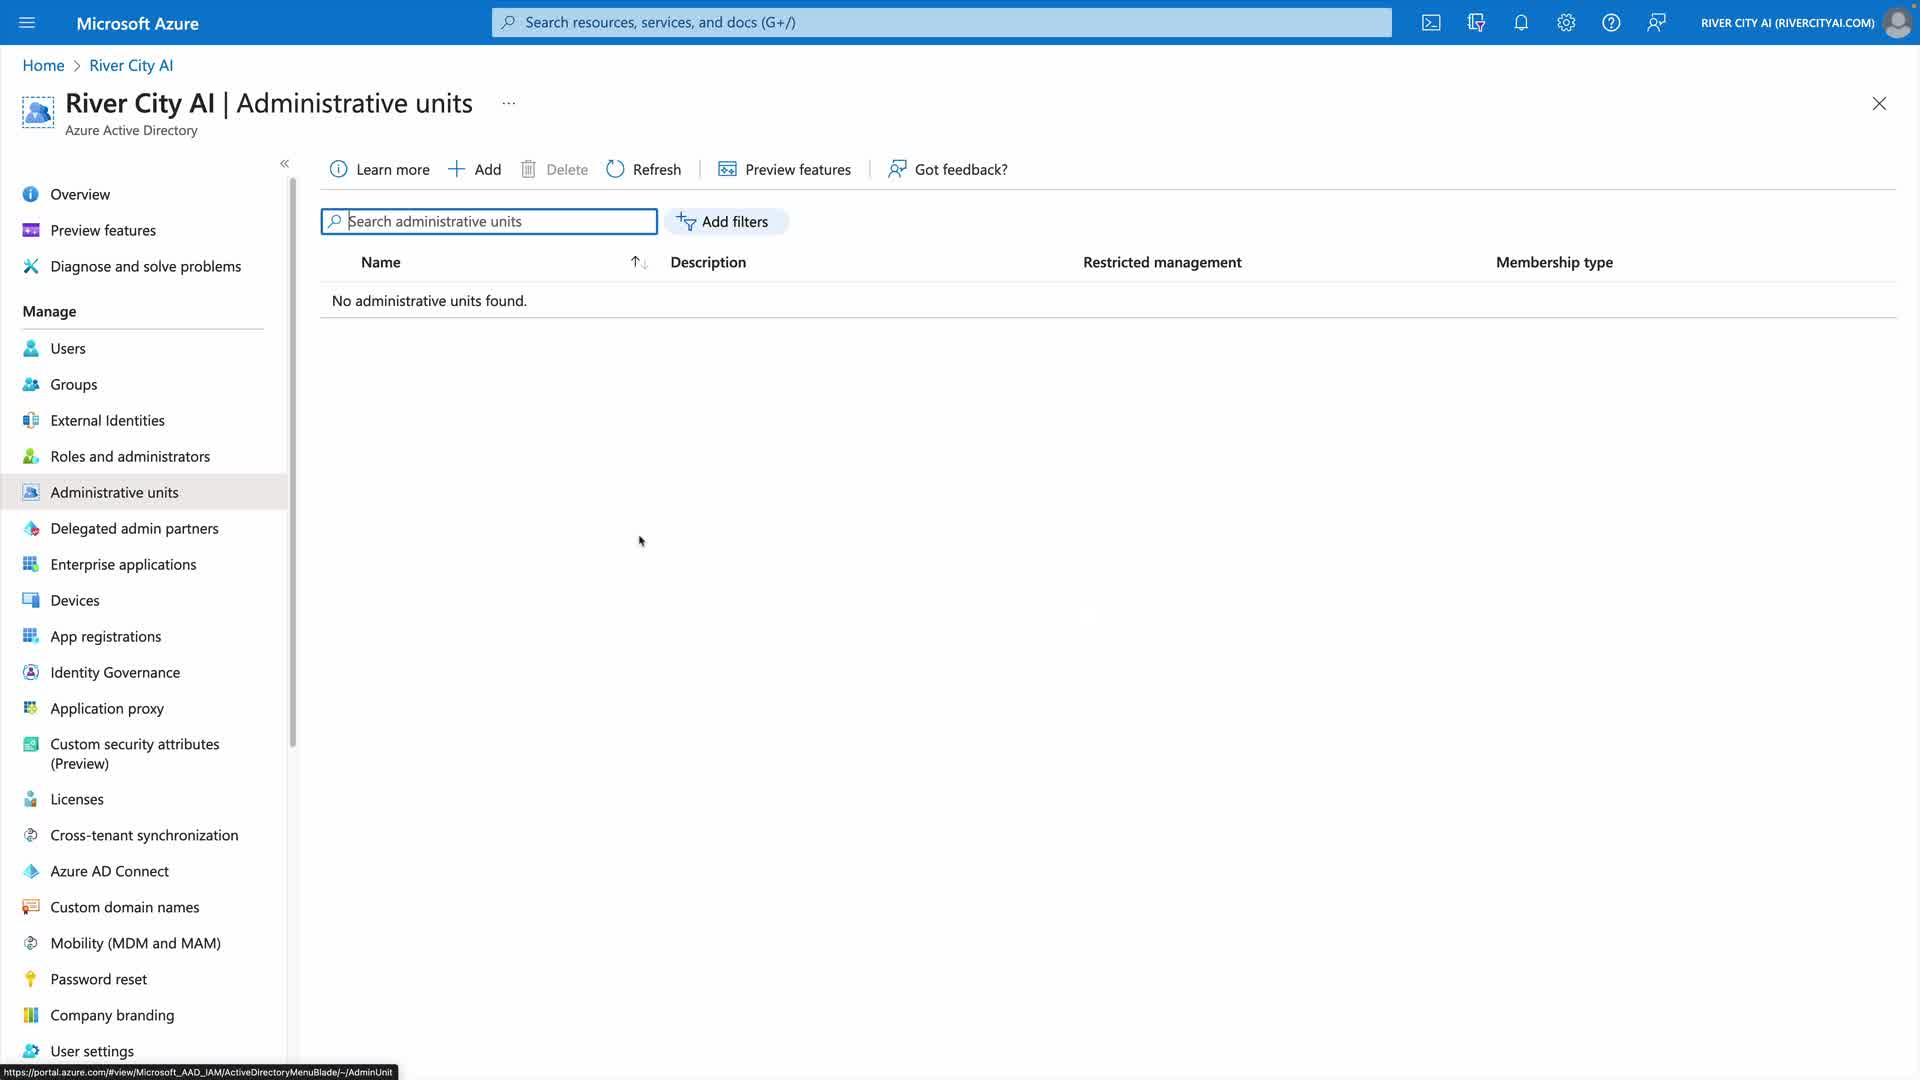 Microsoft Azure
Search resources, services, and docs (G+/)
RIVER CITY AI (RIVERCITYAI.COM)
Home > River City AI
River City AI | Administrative units ...
Azure Active Directory
«
Learn more
Add
Delete
Refresh
Preview features
Got feedback?
Search administrative units
Add filters
Name
Description
Restricted management
Membership type
No administrative units found.
Overview
Preview features
Diagnose and solve problems
Manage
Users
Groups
External Identities
Roles and administrators
Administrative units
Delegated admin partners
Enterprise applications
Devices
App registrations
Identity Governance
Application proxy
Custom security attributes
(Preview)
Licenses
Cross-tenant synchronization
Azure AD Connect
Custom domain names
Mobility (MDM and MAM)
Password reset
Company branding
User settings
https://portal.azure.com/#view/Microsoft_AAD_IAM/ActiveDirectoryMenuBlade/~/AdminUnit